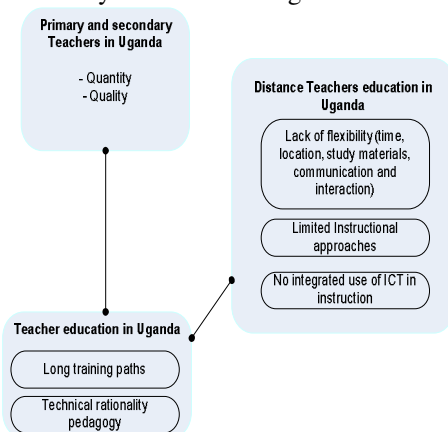 Primary and secondary
Teachers in Uganda
- Quantity
- Quality
Distance Teachers education in
Uganda
Lack of flexibility (time,
location, study materials,
communication and
interaction)
Limited Instructional
approaches
No integrated use of ICT in
instruction
Teacher education in Uganda
Long training paths
Technical rationality
pedagogy